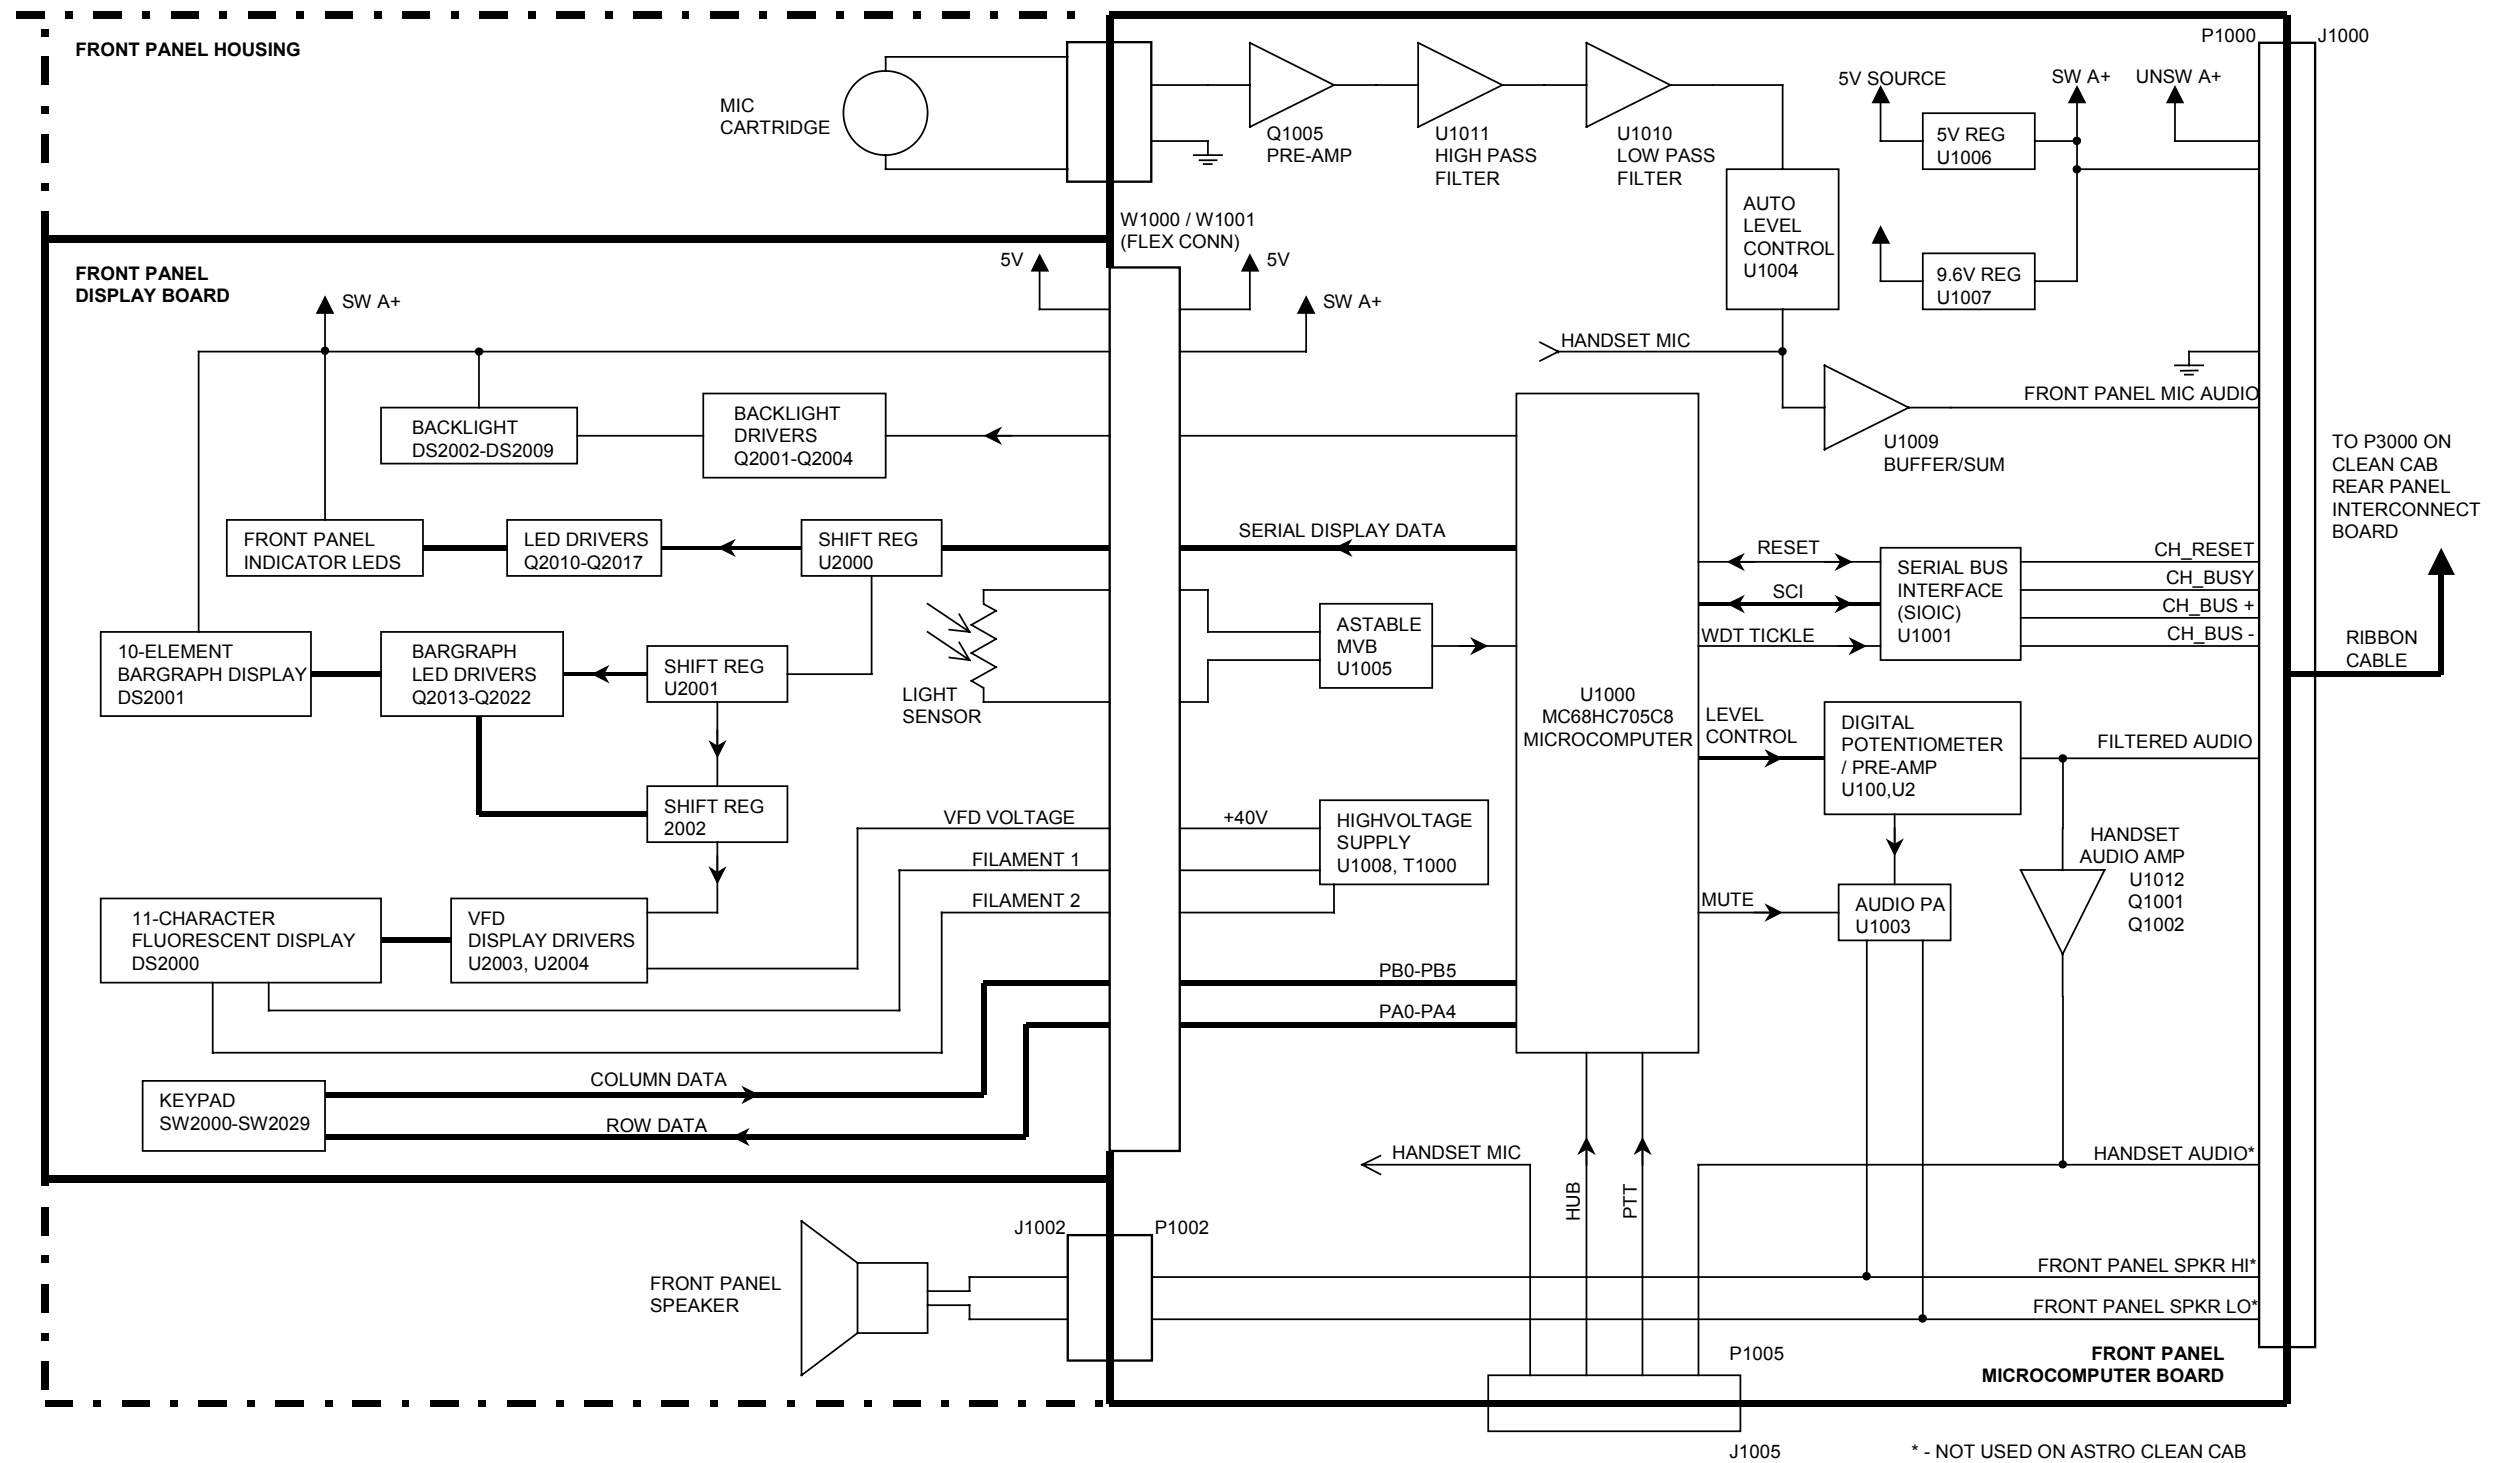 FRONT PANEL HOUSING
P1000
J1000
MIC
CARTRIDGE
Q1005
PRE-AMP
U1011
HIGH PASS
FILTER
U1010
LOW PASS
FILTER
5V SOURCE
SW A+
UNSW A+
5V REG
U1006
AUTO
LEVEL
CONTROL
U1004
9.6V REG
U1007
W1000 / W1001
(FLEX CONN)
FRONT PANEL
DISPLAY BOARD
5V
5V
SW A+
SW A+
HANDSET MIC
FRONT PANEL MIC AUDIO
U1009
BUFFER/SUM
BACKLIGHT
DS2002-DS2009
BACKLIGHT
DRIVERS
Q2001-Q2004
TO P3000 ON
CLEAN CAB
REAR PANEL
INTERCONNECT
BOARD
RIBBON
CABLE
FRONT PANEL
INDICATOR LEDS
LED DRIVERS
Q2010-Q2017
SHIFT REG
U2000
SERIAL DISPLAY DATA
RESET
SCI
WDT TICKLE
SERIAL BUS
INTERFACE
(SIOIC)
U1001
CH_RESET
CH_BUSY
CH_BUS +
CH_BUS -
10-ELEMENT
BARGRAPH DISPLAY
DS2001
BARGRAPH
LED DRIVERS
Q2013-Q2022
SHIFT REG
U2001
LIGHT
SENSOR
ASTABLE
MVB
U1005
U1000
MC68HC705C8
MICROCOMPUTER
LEVEL
CONTROL
DIGITAL
POTENTIOMETER
/ PRE-AMP
U100,U2
FILTERED AUDIO
SHIFT REG
2002
VFD VOLTAGE
+40V
HIGHVOLTAGE
SUPPLY
U1008, T1000
FILAMENT 1
FILAMENT 2
HANDSET
AUDIO AMP
U1012
Q1001
Q1002
MUTE
AUDIO PA
U1003
11-CHARACTER
FLUORESCENT DISPLAY
DS2000
VFD
DISPLAY DRIVERS
U2003, U2004
PB0-PB5
PA0-PA4
KEYPAD
SW2000-SW2029
COLUMN DATA
ROW DATA
HANDSET MIC
HUB
PTT
HANDSET AUDIO*
J1002
P1002
FRONT PANEL
SPEAKER
FRONT PANEL SPKR HI*
FRONT PANEL SPKR LO*
P1005
FRONT PANEL
MICROCOMPUTER BOARD
J1005
* - NOT USED ON ASTRO CLEAN CAB